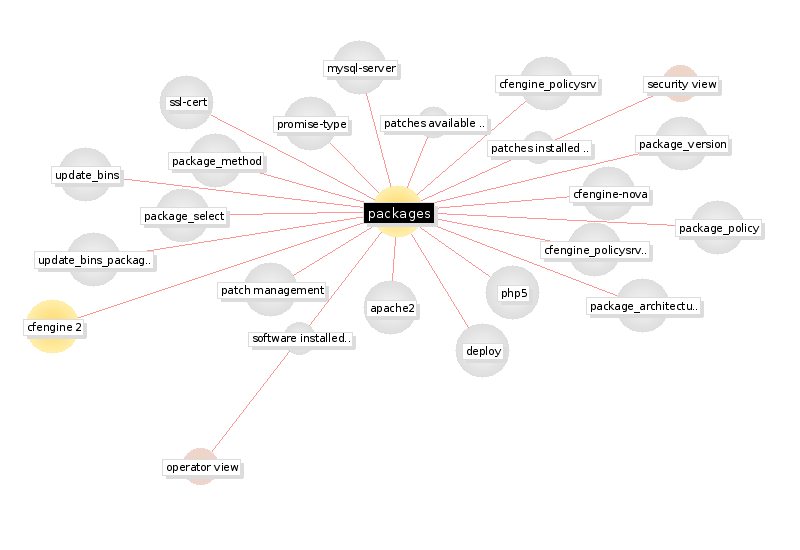 mysql-server
cfengine_policysrv
security view
ssl-cert
promise-type
patches available ..
package_version
patches installed ..
package_method
update_bins
cfengine-nova
packages
package_select
package_policy
cfengine_policysrv..
update_bins_packag..
patch management
php5
package_architectu..
apache2
cfengine 2
software installed..
deploy
operator view